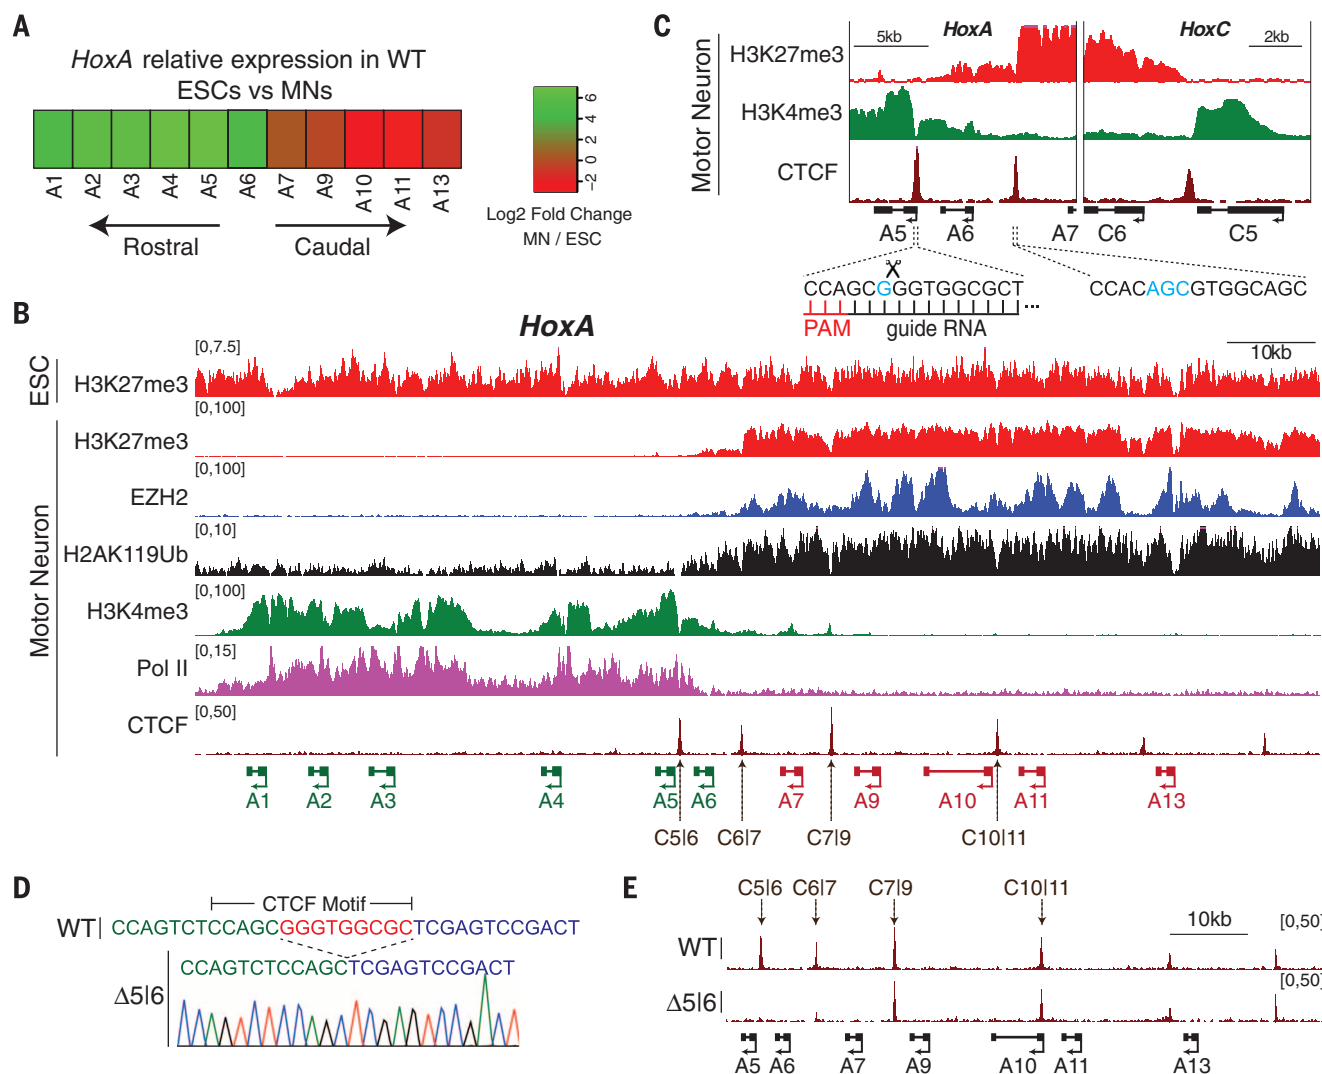 A
HoxA relative expression in WT
ESCs vs MNs
A1 A2 A3 A4 A5 A6 A7 A9 A10 A11 A13
Rostral Caudal
6
4
2
0
−2
Log2 Fold Change
MN / ESC
C
Motor Neuron
5kb HoxA HoxC 2kb
H3K27me3
H3K4me3
CTCF
A5 A6 A7 C6 C5
CCAGCGGGTGGCGCT CCACAGCGTGGCAGC
...
PAM guide RNA
B
HoxA
10kb
ESC
H3K27me3 [0,7.5]
Motor Neuron
H3K27me3 [0,100]
EZH2 [0,100]
H2AK119Ub [0,10]
H3K4me3 [0,100]
Pol II [0,15]
CTCF [0,50]
A1 A2 A3 A4 A5 A6 A7 A9 A10 A11 A13
C5|6 C6|7 C7|9 C10|11
D
CTCF Motif
WT CCAGTCTCCAGCGGGTGGCGCTCGAGTCCGACT
CCAGTCTCCAGCTCGAGTCCGACT
Δ5|6
E
C5|6 C6|7 C7|9 C10|11
10kb
WT [0,50]
Δ5|6 [0,50]
A5 A6 A7 A9 A10 A11 A13